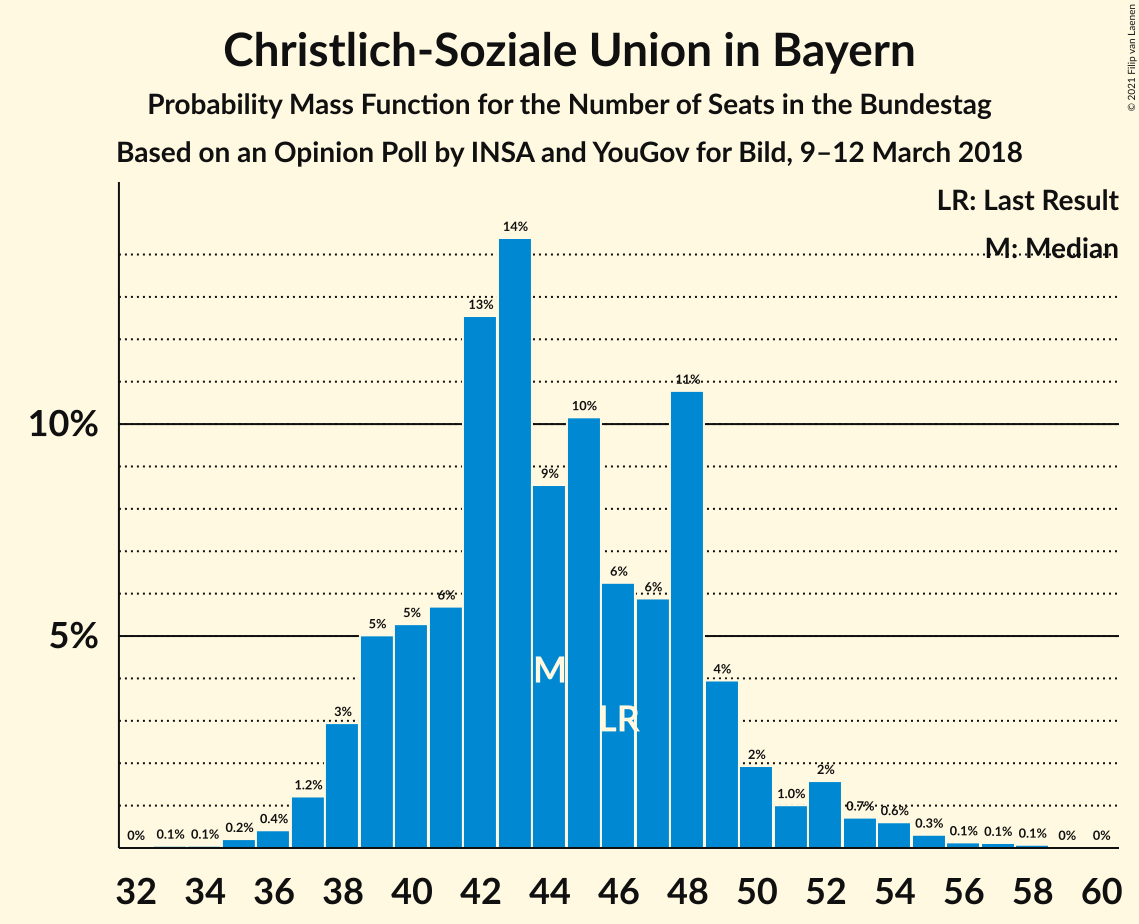 Christlich-Soziale Union in Bayern
Probability Mass Function for the Number of Seats in the Bundestag
Based on an Opinion Poll by INSA and YouGov for Bild, 9–12 March 2018
© 2021 Filip van Laenen
LR: Last Result
M: Median
10%
5%
0% 0.1% 0.1% 0.2% 0.4% 1.2% 3% 5% 5% 6% 13% 14% 9% 10% 6% 6% 11% 4% 2% 1.0% 2% 0.7% 0.6% 0.3% 0.1% 0.1% 0.1% 0% 0%
M
LR
32 34 36 38 40 42 44 46 48 50 52 54 56 58 60